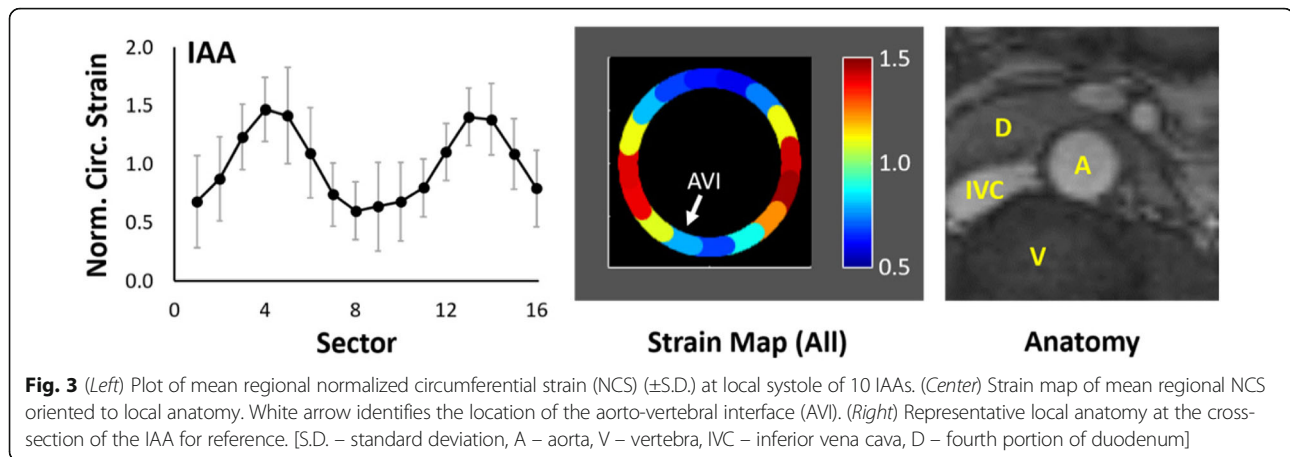 IAA
Norm. Circ. Strain
2.0
1.5
1.0
0.5
0.0
0 4 8 12 16
Sector
AVI
1.5
1.0
0.5
Strain Map (All)
D
A
IVC
V
Anatomy
Fig. 3 (Left) Plot of mean regional normalized circumferential strain (NCS) (±S.D.) at local systole of 10 IAAs. (Center) Strain map of mean regional NCS
oriented to local anatomy. White arrow identifies the location of the aorto-vertebral interface (AVI). (Right) Representative local anatomy at the cross-
section of the IAA for reference. [S.D. – standard deviation, A – aorta, V – vertebra, IVC – inferior vena cava, D – fourth portion of duodenum]